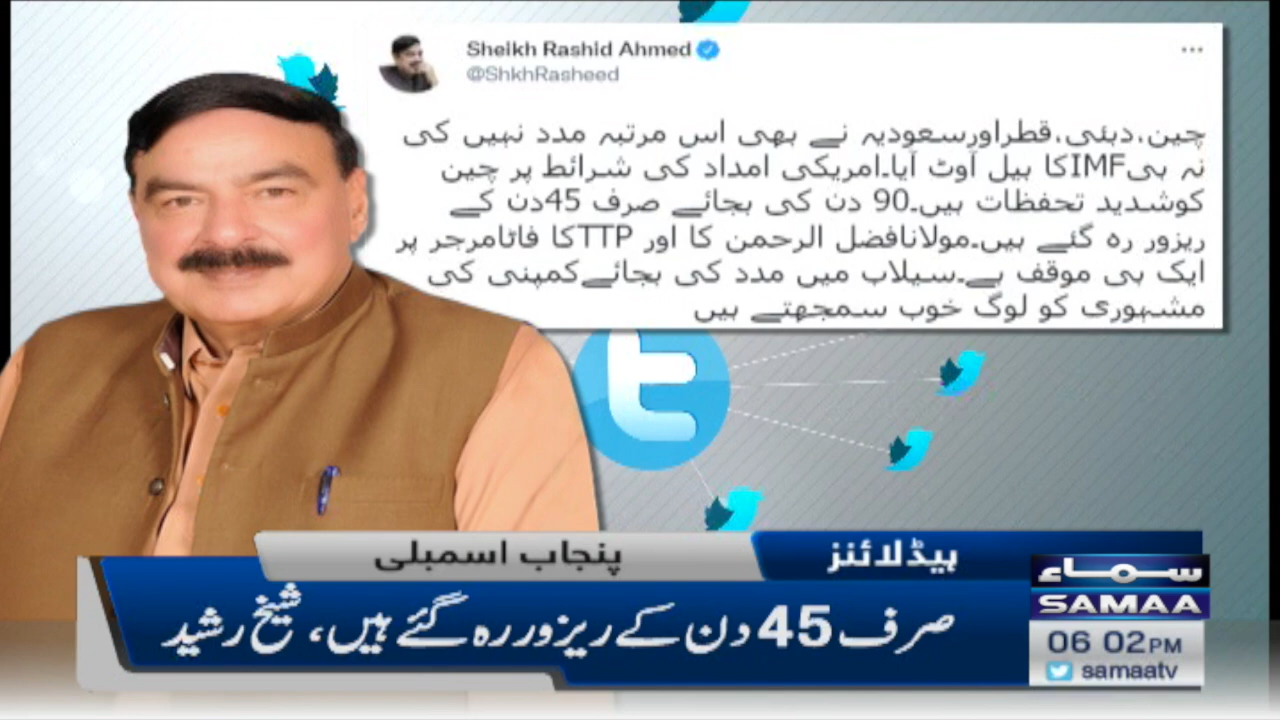 Sheikh Rashid Ahmed
@ShkhRasheed
چین،دبئی،قطراورسعودیہ نے بھی اس مرتبہ مدد نہیں کی
نہ ہیIMFکا بیل آوٹ آیا۔امریکی امداد کی شرائط پر چین
کوشدید تحفظات ہیں۔90 دن کی بجائے صرف 45دن کے
ریزور رہ گئے ہیں۔مولانافضل الرحمن کا اور TTPکا فاٹامرجر پر
ایک ہی موقف ہے۔سیلاب میں مدد کی بجائےکمپنی کی
مشہوری کو لوگ خوب سمجھتے ہیں
ہیڈلائنز
پنجاب اسمبلی
صرف 45 دن کے ریزور رہ گئے ہیں، شیخ رشید
سماء
SAMAA
06 02PM
samaatv